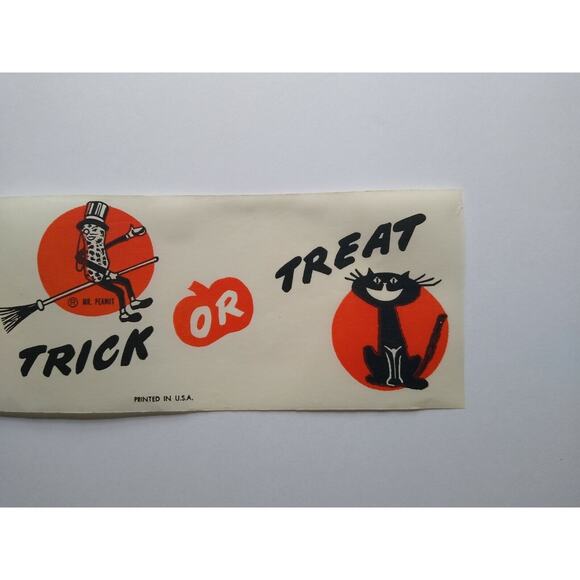 ® MR. PEANUT
TRICK
OR
TREAT
PRINTED IN U.S.A.